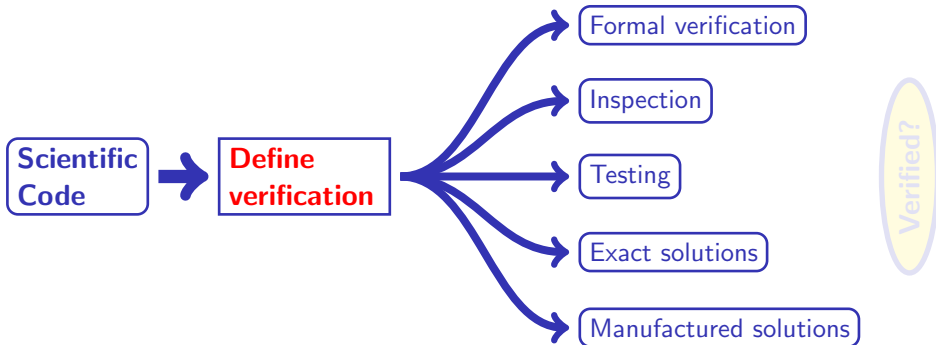 Scientific
Code
Define
verification
Formal verification
Inspection
Testing
Exact solutions
Manufactured solutions
Verified?